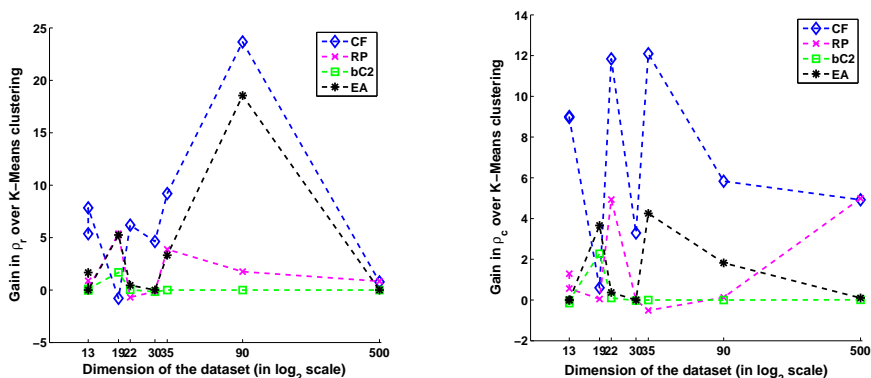 25
20
15
10
5
0
−5
Gain in ρr over K−Means clustering
CF
RP
bC2
EA
13 19 22 30 35 90 500
Dimension of the dataset (in log2 scale)
14
12
10
8
6
4
2
0
−2
Gain in ρc over K−Means clustering
CF
RP
bC2
EA
13 19 22 30 35 90 500
Dimension of the dataset (in log2 scale)